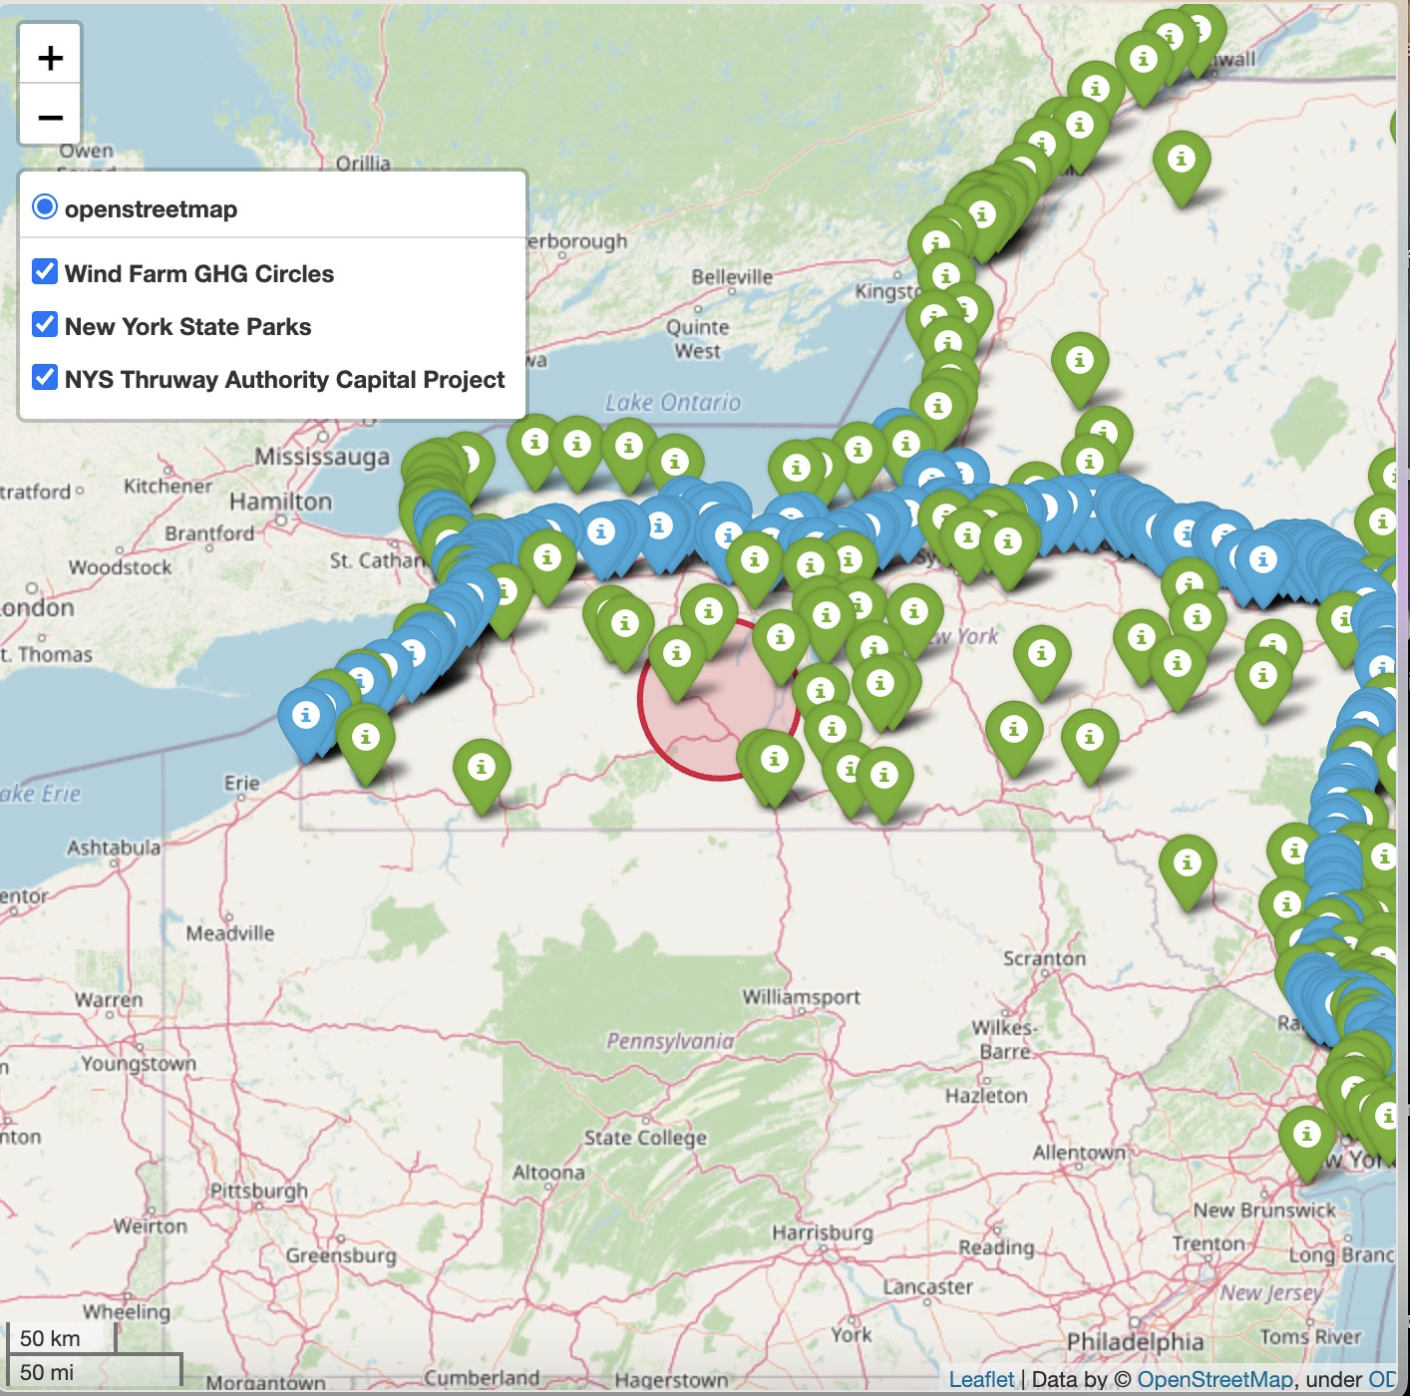 +
−
openstreetmap
Wind Farm GHG Circles
New York State Parks
NYS Thruway Authority Capital Project
Owen
Orillia
erborough
Belleville
Kingst
Quinte
West
wa
Lake Ontario
Mississauga
Kitchener
tratford
Hamilton
Brantford
Woodstock
St. Cathar
ondon
t. Thomas
nwall
Sy
ew York
Erie
ake Erie
Ashtabula
entor
Meadville
Scranton
Warren
Williamsport
Wilkes-
Barre
Ra
Pennsylvania
Youngstown
n
Hazleton
nton
State College
Altoona
Allentown
w York
Pittsburgh
New Brunswick
Weirton
Harrisburg
Greensburg
Reading
Trenton
Long Branc
Lancaster
New Jersey
Wheeling
York
Philadelphia
Toms River
50 km
50 mi
Morgantown
Cumberland
Hagerstown
Leaflet | Data by © OpenStreetMap, under OD